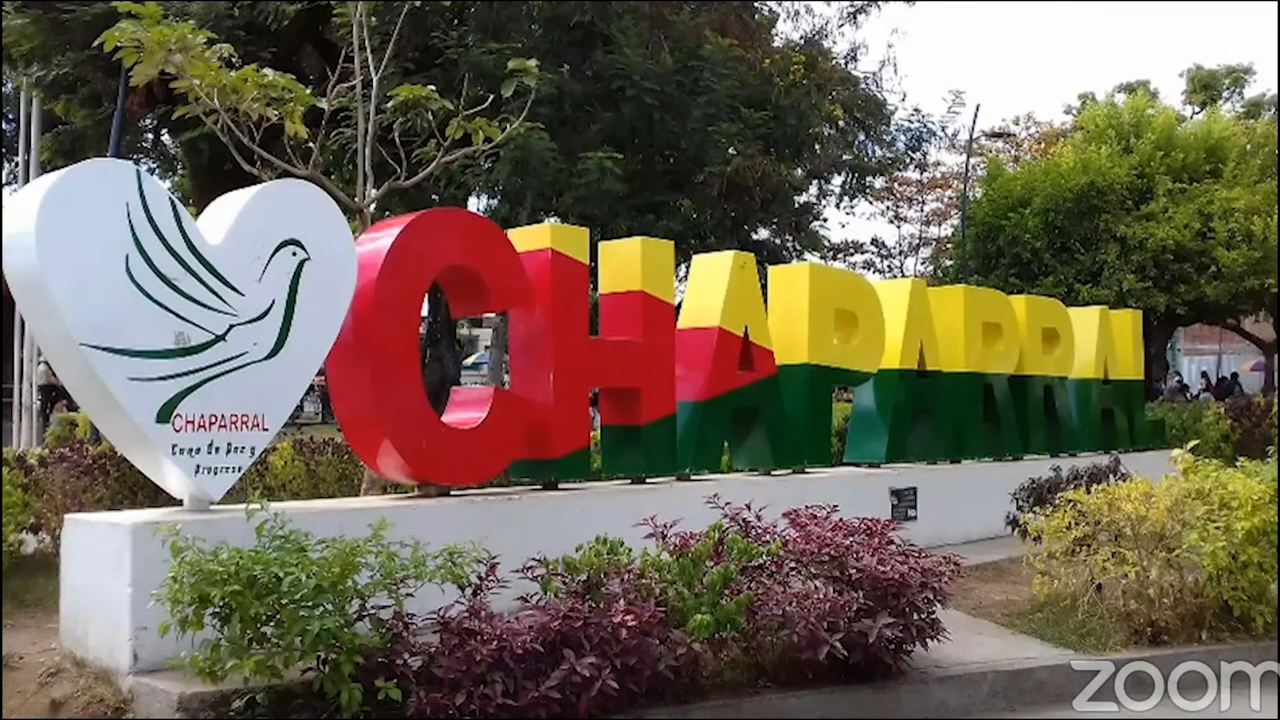 CHAPARRAL
CHAPARRAL
Cuna de Paz y
Progreso
zoom